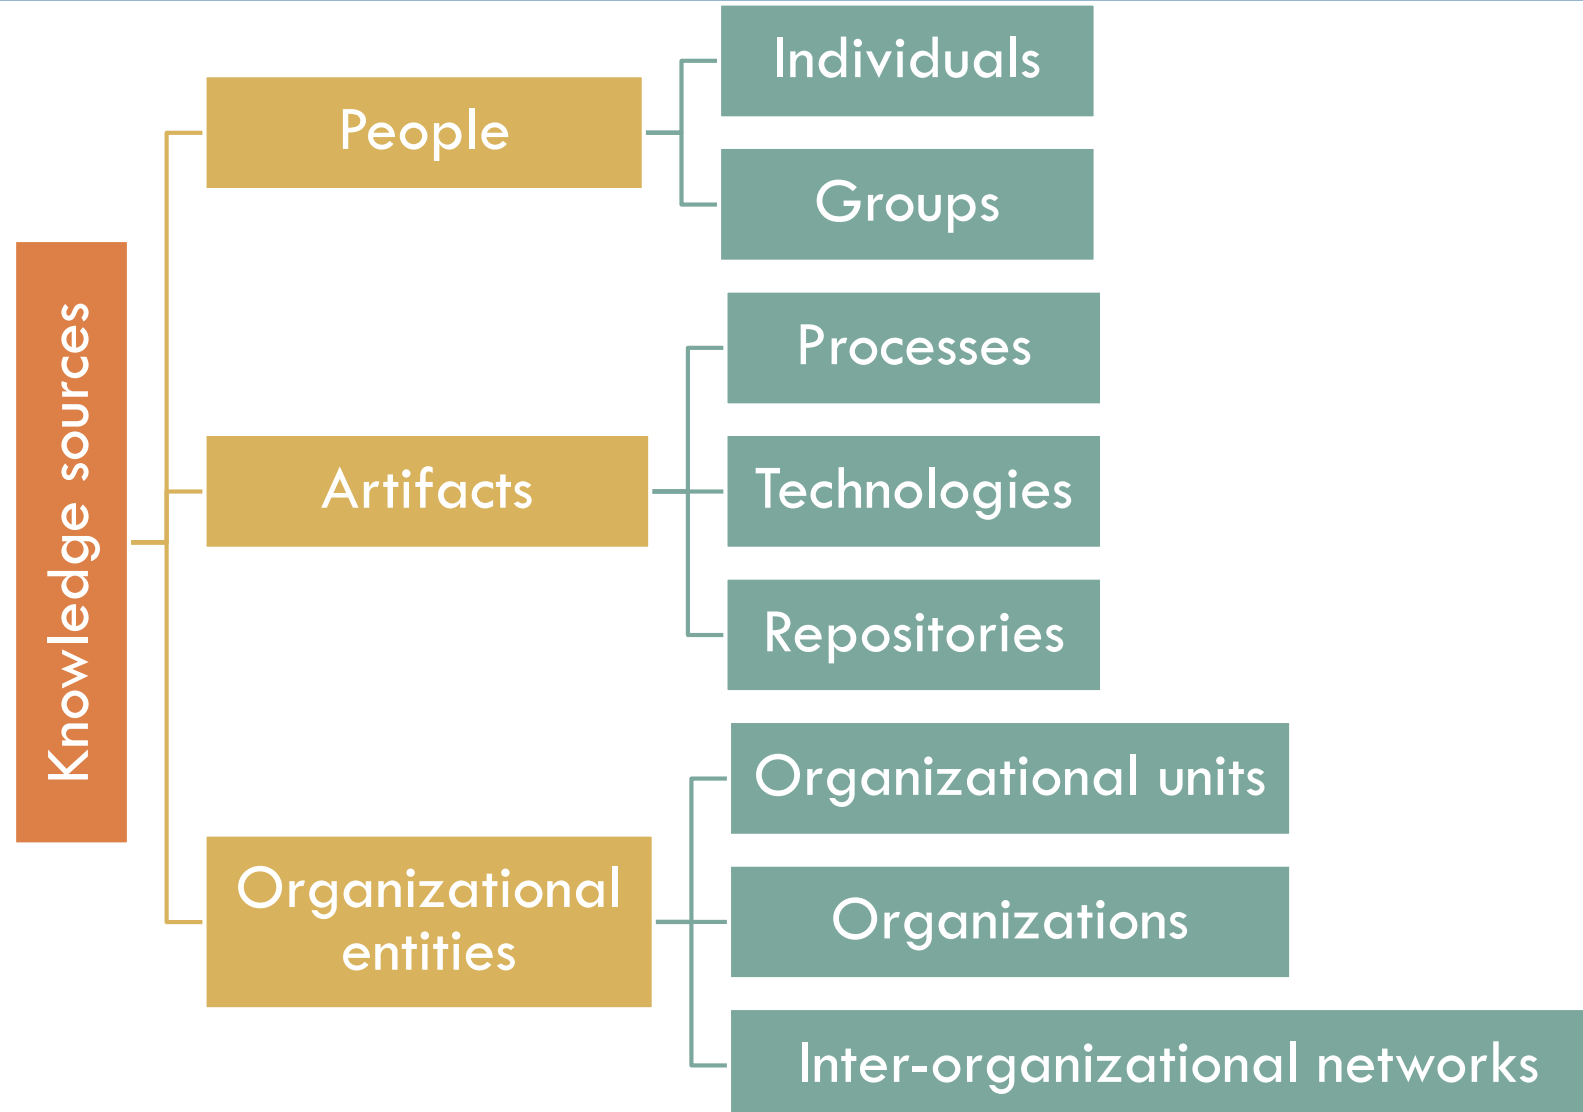 Knowledge sources
People
Individuals
Groups
Artifacts
Processes
Technologies
Repositories
Organizational
entities
Organizational units
Organizations
Inter-organizational networks